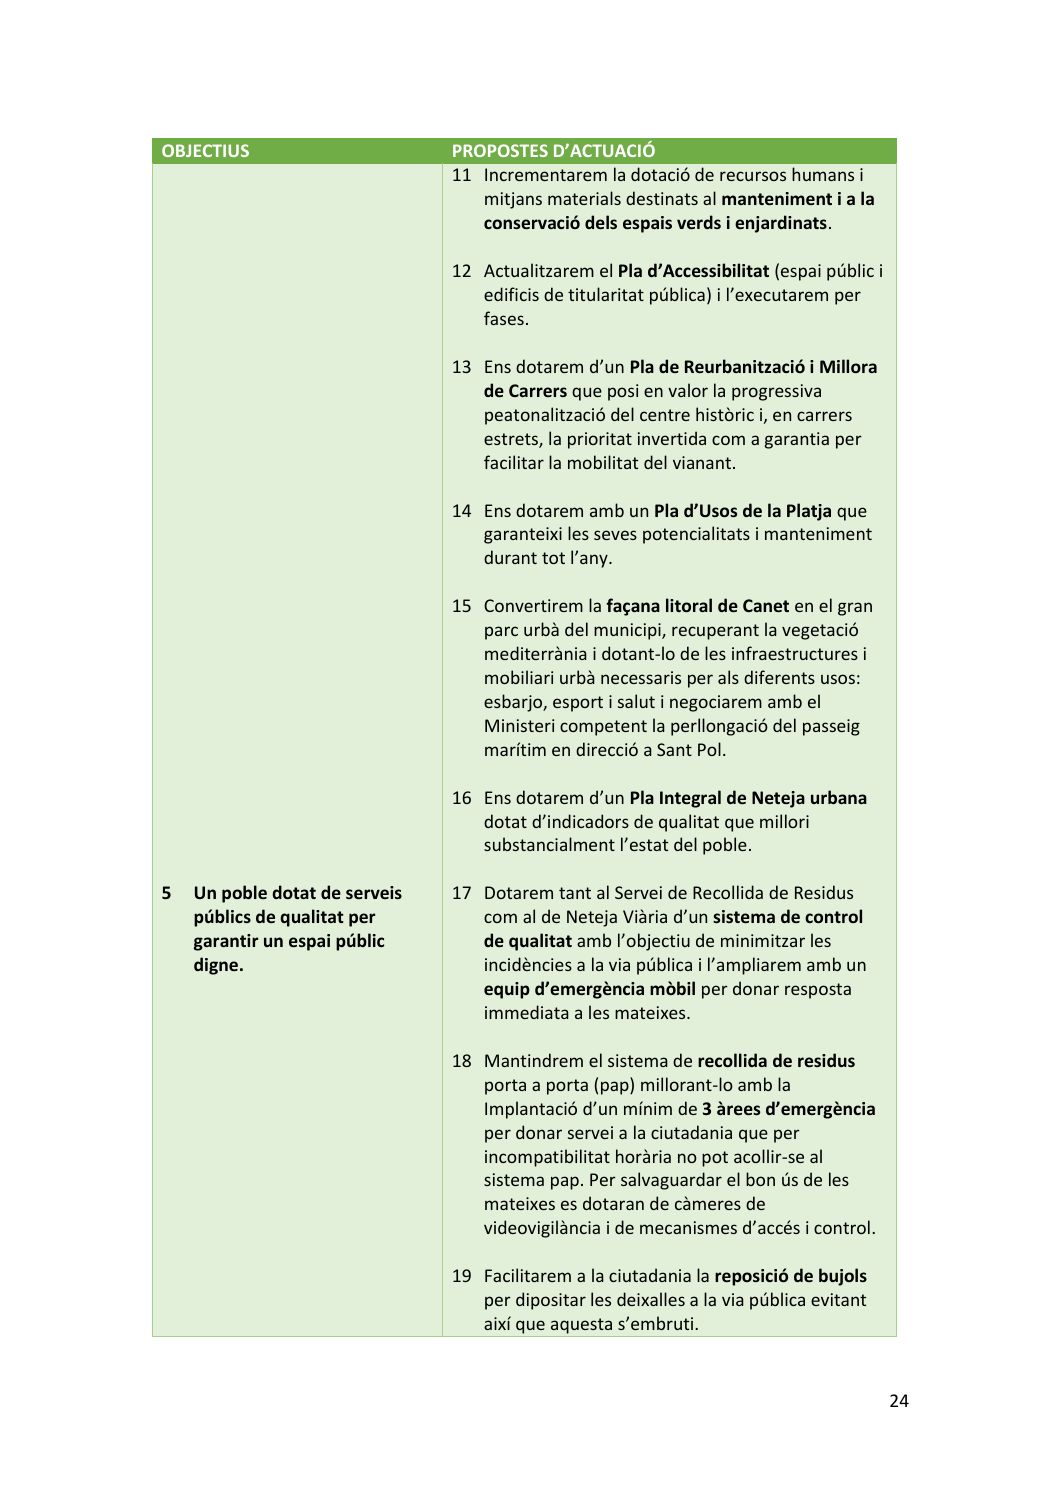 OBJECTIUS PROPOSTES D’ACTUACIÓ
11 Incrementarem la dotació de recursos humans i
mitjans materials destinats al manteniment i a la
conservació dels espais verds i enjardinats.
12 Actualitzarem el Pla d’Accessibilitat (espai públic i
edificis de titularitat pública) i l’executarem per
fases.
13 Ens dotarem d’un Pla de Reurbanització i Millora
de Carrers que posi en valor la progressiva
peatonalització del centre històric i, en carrers
estrets, la prioritat invertida com a garantia per
facilitar la mobilitat del vianant.
14 Ens dotarem amb un Pla d’Usos de la Platja que
garanteixi les seves potencialitats i manteniment
durant tot l’any.
15 Convertirem la façana litoral de Canet en el gran
parc urbà del municipi, recuperant la vegetació
mediterrània i dotant-lo de les infraestructures i
mobiliari urbà necessaris per als diferents usos:
esbarjo, esport i salut i negociarem amb el
Ministeri competent la perllongació del passeig
marítim en direcció a Sant Pol.
16 Ens dotarem d’un Pla Integral de Neteja urbana
dotat d’indicadors de qualitat que millori
substancialment l’estat del poble.
5 Un poble dotat de serveis
públics de qualitat per
garantir un espai públic
digne.
17 Dotarem tant al Servei de Recollida de Residus
com al de Neteja Viària d’un sistema de control
de qualitat amb l’objectiu de minimitzar les
incidències a la via pública i l’ampliarem amb un
equip d’emergència mòbil per donar resposta
immediata a les mateixes.
18 Mantindrem el sistema de recollida de residus
porta a porta (pap) millorant-lo amb la
Implantació d’un mínim de 3 àrees d’emergència
per donar servei a la ciutadania que per
incompatibilitat horària no pot acollir-se al
sistema pap. Per salvaguardar el bon ús de les
mateixes es dotaran de càmeres de
videovigilància i de mecanismes d’accés i control.
19 Facilitarem a la ciutadania la reposició de bujols
per dipositar les deixalles a la via pública evitant
així que aquesta s’embruti.
24